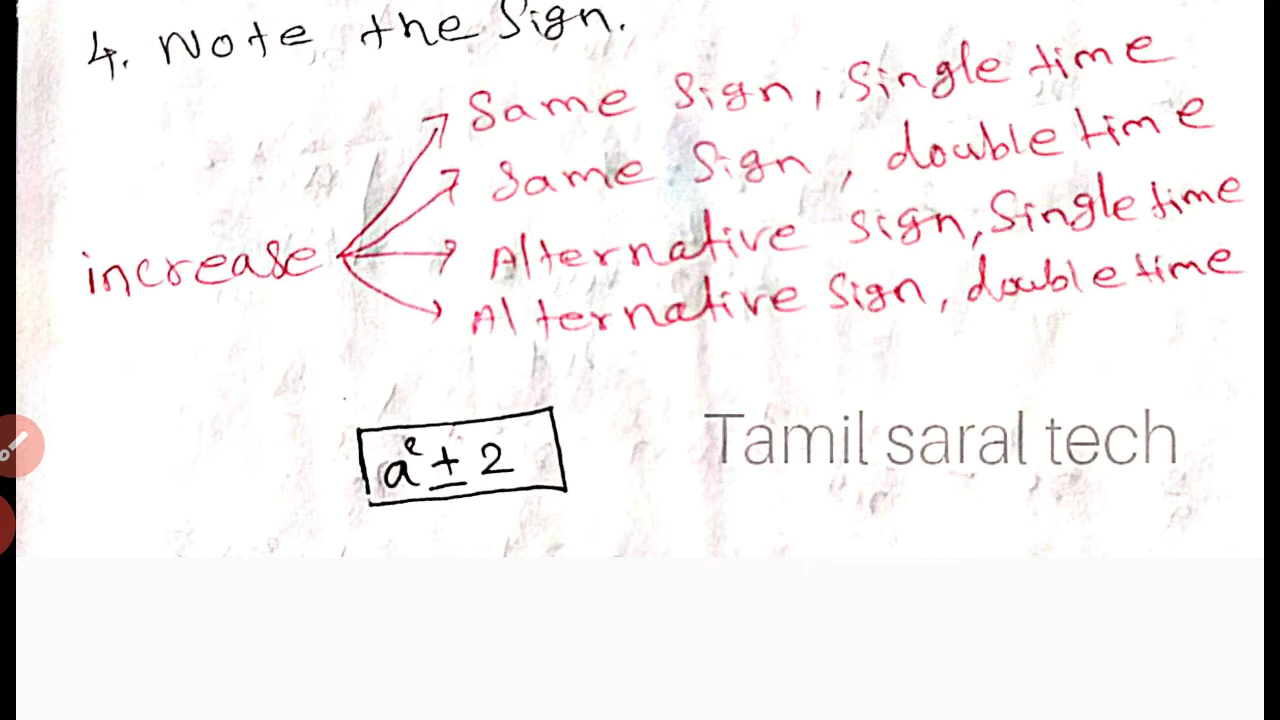 4. Note the Sign.
Same Sign, Single time
Same Sign, double time
increase
Alternative Sign, Single time
Alternative Sign, double time
a² ± 2
Tamil saral tech